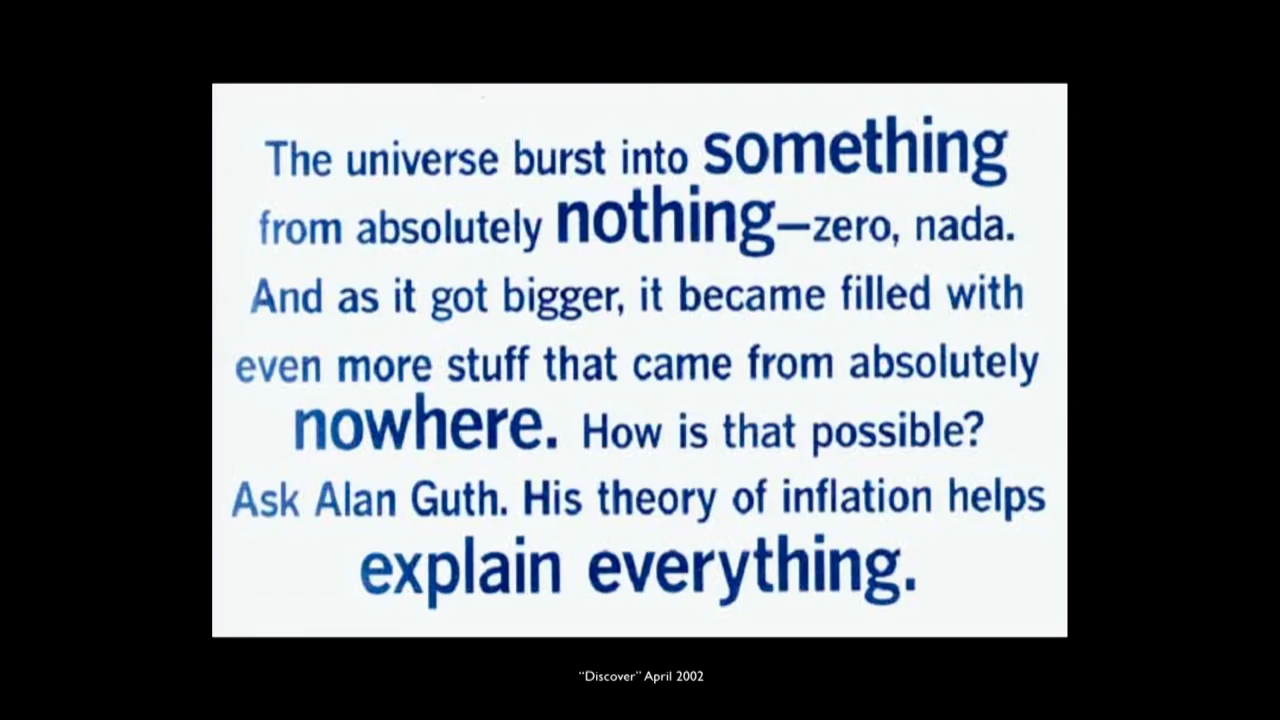 The universe burst into something
from absolutely nothing—zero, nada.
And as it got bigger, it became filled with
even more stuff that came from absolutely
nowhere. How is that possible?
Ask Alan Guth. His theory of inflation helps
explain everything.
“Discover” April 2002